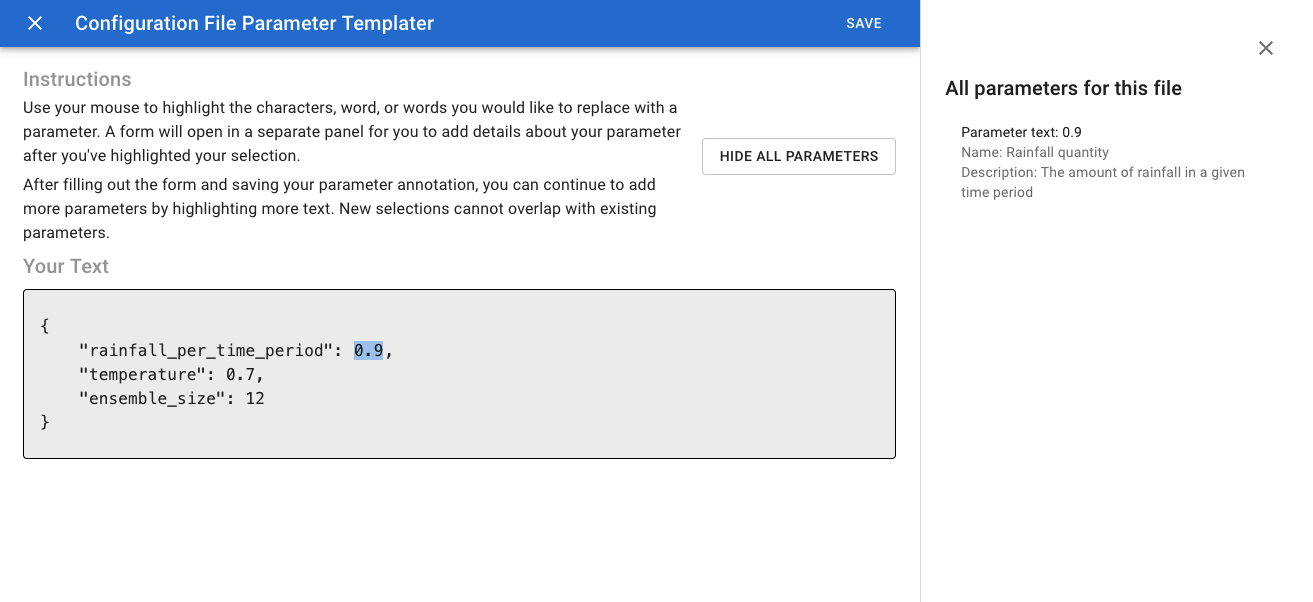 Configuration File Parameter Templater
SAVE
Instructions
Use your mouse to highlight the characters, word, or words you would like to replace with a
parameter. A form will open in a separate panel for you to add details about your parameter
after you've highlighted your selection.
After filling out the form and saving your parameter annotation, you can continue to add
more parameters by highlighting more text. New selections cannot overlap with existing
parameters.
HIDE ALL PARAMETERS
Your Text
{
    "rainfall_per_time_period": 0.9,
    "temperature": 0.7,
    "ensemble_size": 12
}
All parameters for this file
Parameter text: 0.9
Name: Rainfall quantity
Description: The amount of rainfall in a given
time period